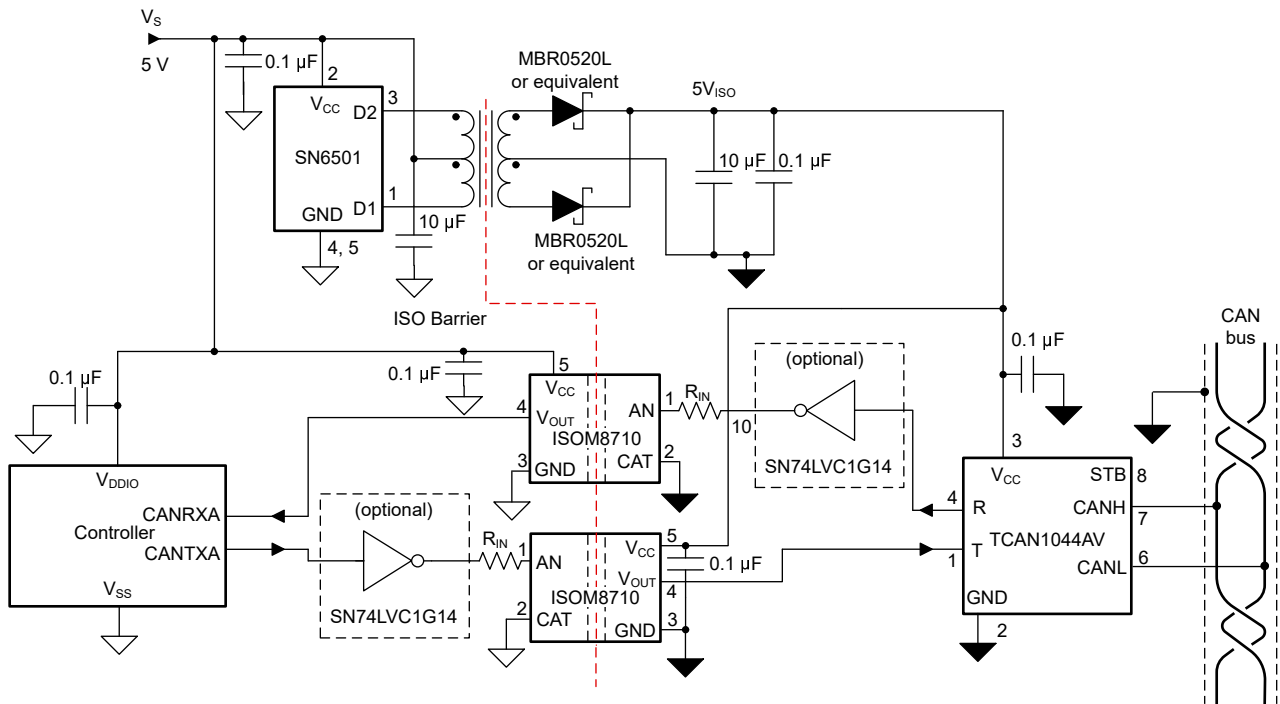 VS
5 V
0.1 µF
2
VCC
D2
3
SN6501
D1
1
GND
4, 5
10 µF
MBR0520L
or equivalent
MBR0520L
or equivalent
5VISO
10 µF
0.1 µF
ISO Barrier
0.1 µF
0.1 µF
5
VCC
4
VOUT
ISOM8710
3
GND
AN
1
CAT
2
RIN
10
(optional)
SN74LVC1G14
0.1 µF
CAN
bus
VDDIO
CANRXA
Controller
CANTXA
VSS
(optional)
SN74LVC1G14
RIN
1
AN
2
CAT
ISOM8710
VCC
5
0.1 µF
VOUT
4
GND
3
3
VCC
STB
8
4
R
CANH
7
TCAN1044AV
T
1
CANL
6
GND
2